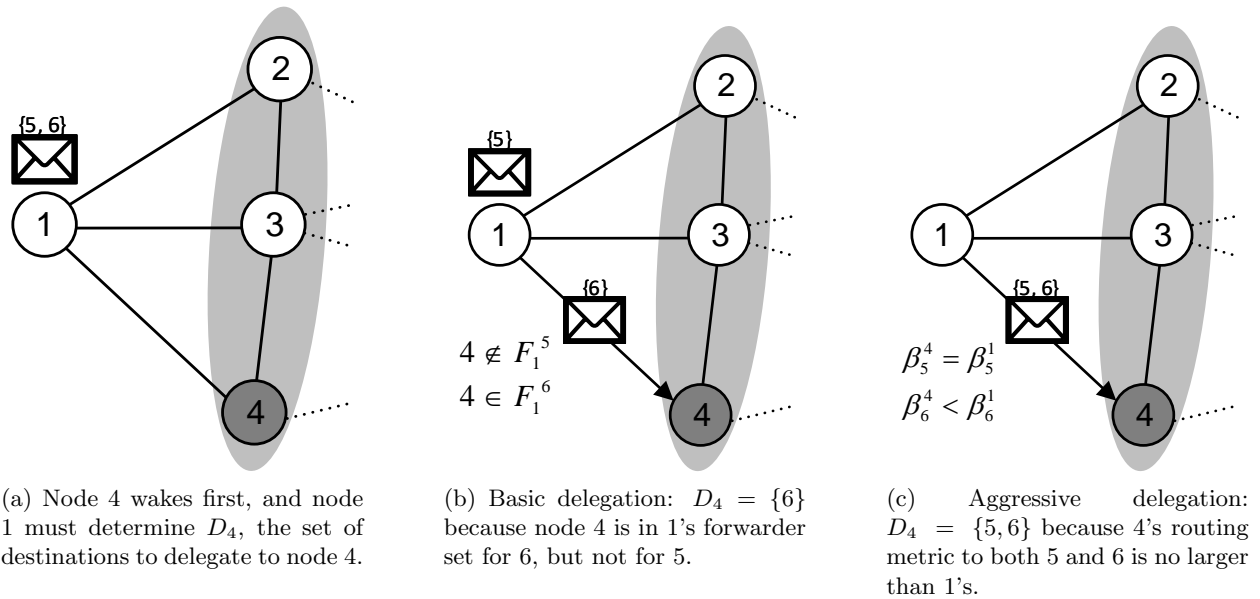 2
{5, 6}
1
3
4
2
{5}
1
3
{6}
4 ∉ F₁⁵
4 ∈ F₁⁶
4
2
1
3
{5, 6}
β₅⁴ = β₅¹
β₆⁴ < β₆¹
4
(a) Node 4 wakes first, and node
1 must determine D₄, the set of
destinations to delegate to node 4.
(b) Basic delegation: D₄ = {6}
because node 4 is in 1's forwarder
set for 6, but not for 5.
(c) Aggressive delegation:
D₄ = {5, 6} because 4's routing
metric to both 5 and 6 is no larger
than 1's.